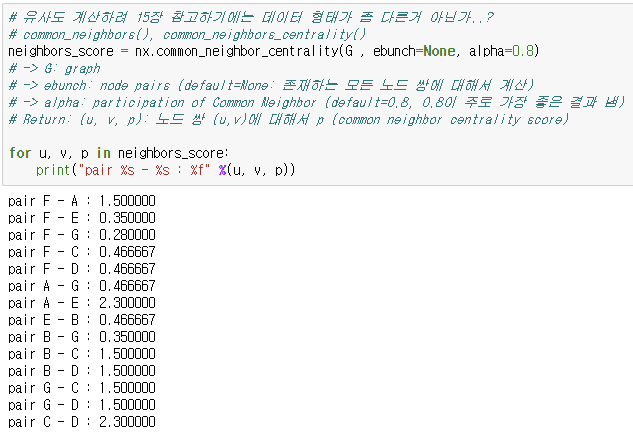 # 유사도 계산하려 15장 참고하기에는 데이터 형태가 좀 다른거 아닌가..?
# common_neighbors(), common_neighbors_centrality()
neighbors_score = nx.common_neighbor_centrality(G , ebunch=None, alpha=0.8)
# -> G: graph
# -> ebunch: node pairs (default=None: 존재하는 모든 노드 쌍에 대해서 계산)
# -> alpha: participation of Common Neighbor (default=0.8, 0.8이 주로 가장 좋은 결과 냄)
# Return: (u, v, p): 노드 쌍 (u,v)에 대해서 p (common neighbor centrality score)
for u, v, p in neighbors_score:
    print("pair %s - %s : %f" %(u, v, p))
pair F - A : 1.500000
pair F - E : 0.350000
pair F - G : 0.280000
pair F - C : 0.466667
pair F - D : 0.466667
pair A - G : 0.466667
pair A - E : 2.300000
pair E - B : 0.466667
pair B - G : 0.350000
pair B - C : 1.500000
pair B - D : 1.500000
pair G - C : 1.500000
pair G - D : 1.500000
pair C - D : 2.300000